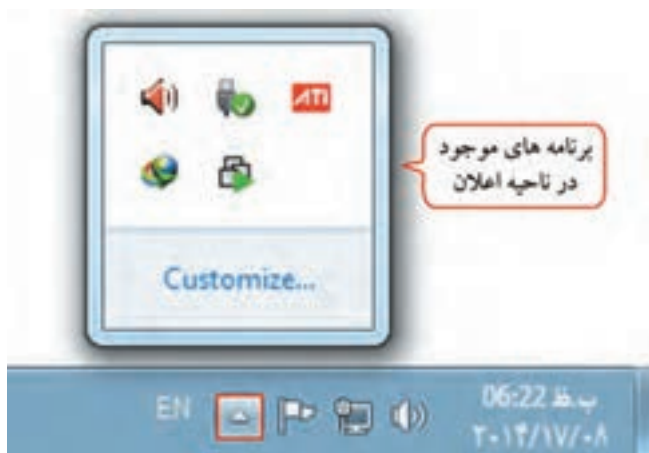 ATI
برنامه های موجود
در ناحیه اعلان
Customize...
EN
06:22 ب.ظ
۲۰۱۴/۱۷/۰۸